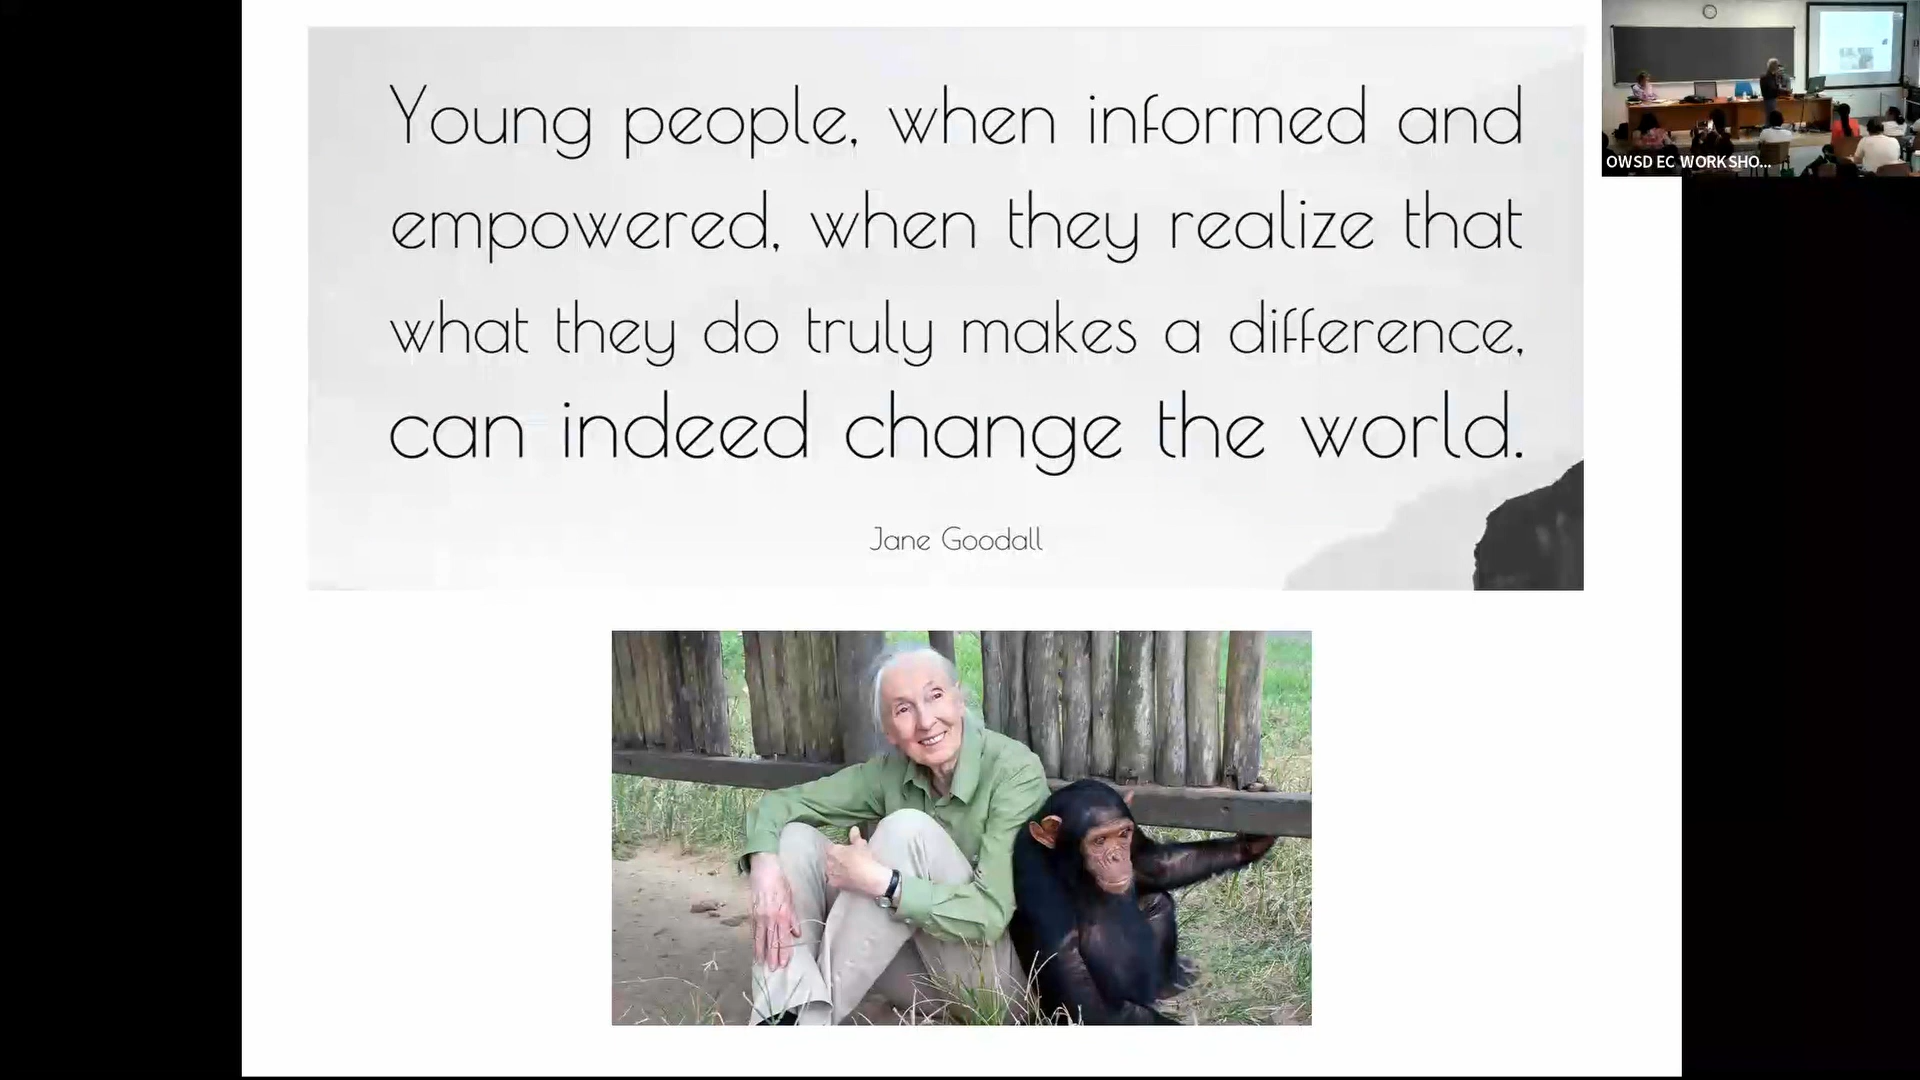 Young people, when informed and
empowered, when they realize that
what they do truly makes a difference,
can indeed change the world.
Jane Goodall
OWSD EC WORKSHO...